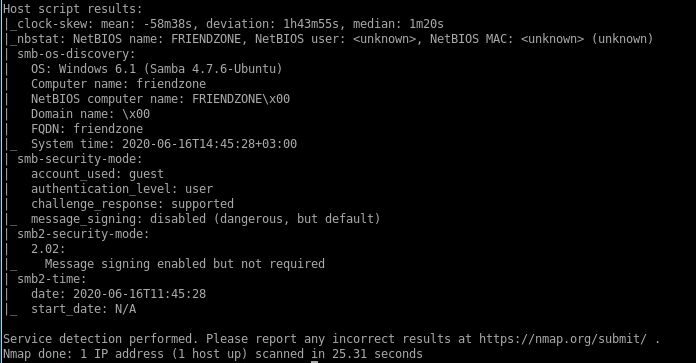 Host script results:
|_clock-skew: mean: -58m38s, deviation: 1h43m55s, median: 1m20s
|_nbstat: NetBIOS name: FRIENDZONE, NetBIOS user: <unknown>, NetBIOS MAC: <unknown> (unknown)
| smb-os-discovery:
|   OS: Windows 6.1 (Samba 4.7.6-Ubuntu)
|   Computer name: friendzone
|   NetBIOS computer name: FRIENDZONE\x00
|   Domain name: \x00
|   FQDN: friendzone
|_  System time: 2020-06-16T14:45:28+03:00
| smb-security-mode:
|   account_used: guest
|   authentication_level: user
|   challenge_response: supported
|_  message_signing: disabled (dangerous, but default)
| smb2-security-mode:
|   2.02:
|_    Message signing enabled but not required
| smb2-time:
|   date: 2020-06-16T11:45:28
|_  start_date: N/A
Service detection performed. Please report any incorrect results at https://nmap.org/submit/ .
Nmap done: 1 IP address (1 host up) scanned in 25.31 seconds